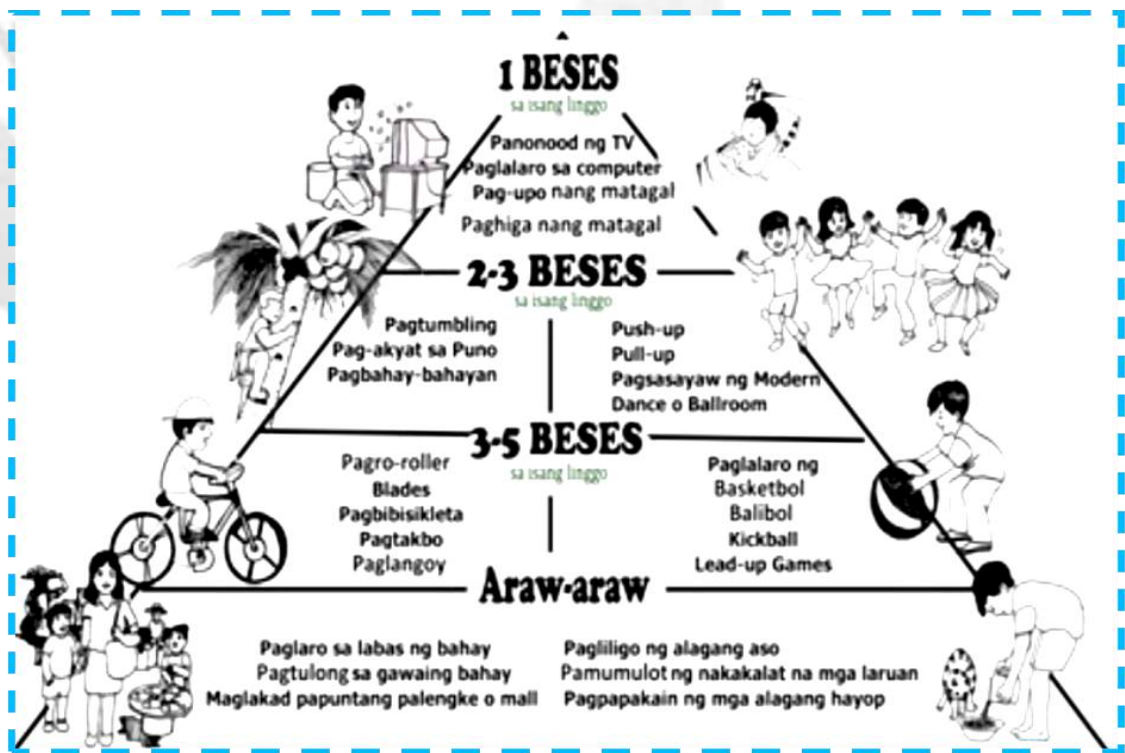 1 BESES
sa isang linggo
Panonood ng TV
Paglalaro sa computer
Pag-upo nang matagal
Paghiga nang matagal
2-3 BESES
sa isang linggo
Pagtumbling
Pag-akyat sa Puno
Pagbahay-bahayan
Push-up
Pull-up
Pagsasayaw ng Modern
Dance o Ballroom
3-5 BESES
sa isang linggo
Pagro-roller
Blades
Pagbibisikleta
Pagtakbo
Paglangoy
Paglalaro ng
Basketbol
Balibol
Kickball
Lead-up Games
Araw-araw
Paglaro sa labas ng bahay
Pagtulong sa gawaing bahay
Maglakad papuntang palengke o mall
Pagliligo ng alagang aso
Pamumulot ng nakakalat na mga laruan
Pagpapakain ng mga alagang hayop